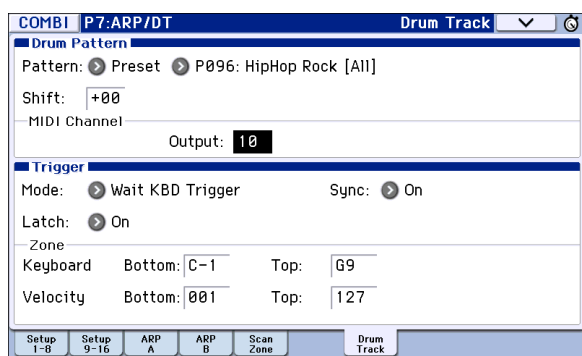 COMBI P7:ARP/DT Drum Track
Drum Pattern
Pattern: Preset P096: HipHop Rock [All]
Shift: +00
MIDI Channel
Output: 10
Trigger
Mode: Wait KBD Trigger Sync: On
Latch: On
Zone
Keyboard Bottom: C-1 Top: G9
Velocity Bottom: 001 Top: 127
Setup 1-8 Setup 9-16 ARP A ARP B Scan Zone Drum Track